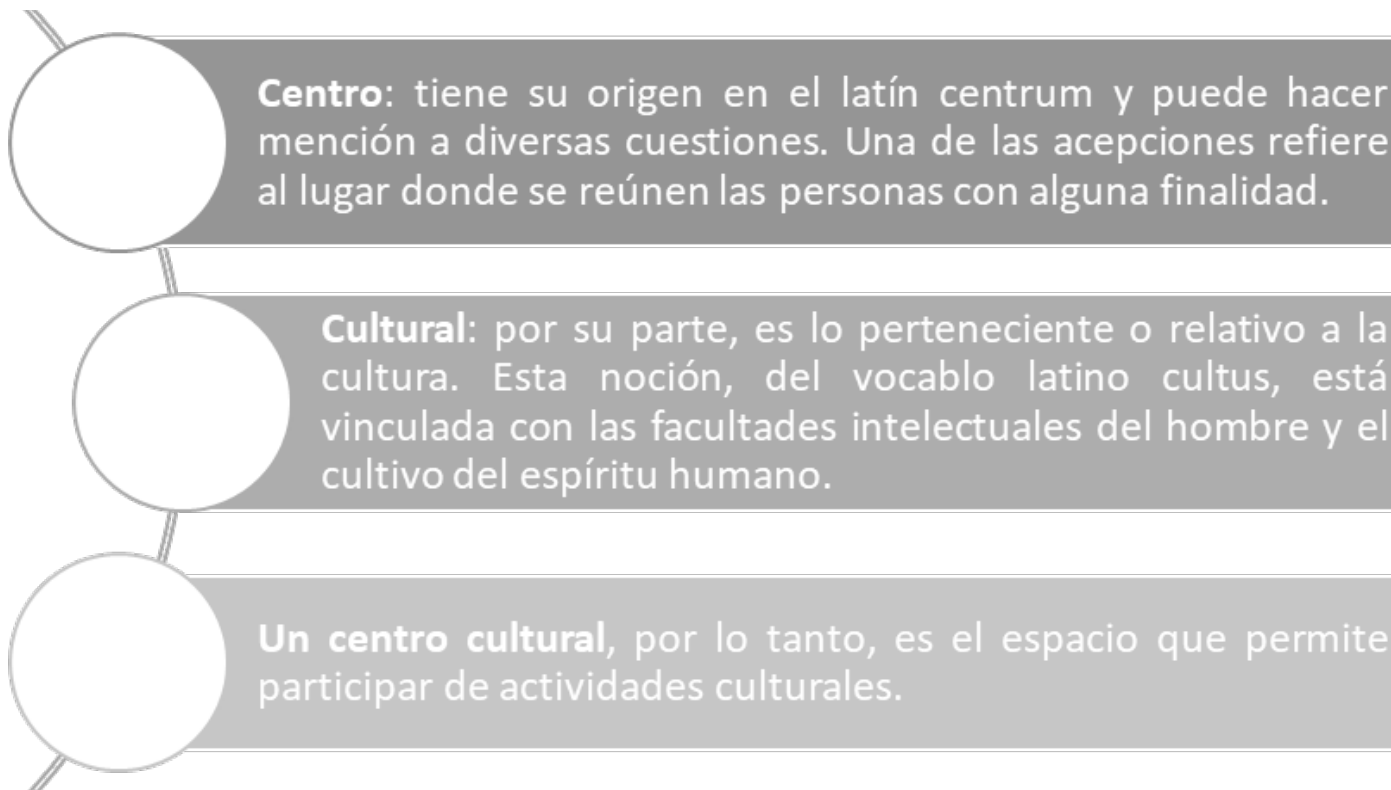 Centro: tiene su origen en el latín centrum y puede hacer
mención a diversas cuestiones. Una de las acepciones refiere
al lugar donde se reúnen las personas con alguna finalidad.
Cultural: por su parte, es lo perteneciente o relativo a la
cultura. Esta noción, del vocablo latino cultus, está
vinculada con las facultades intelectuales del hombre y el
cultivo del espíritu humano.
Un centro cultural, por lo tanto, es el espacio que permite
participar de actividades culturales.